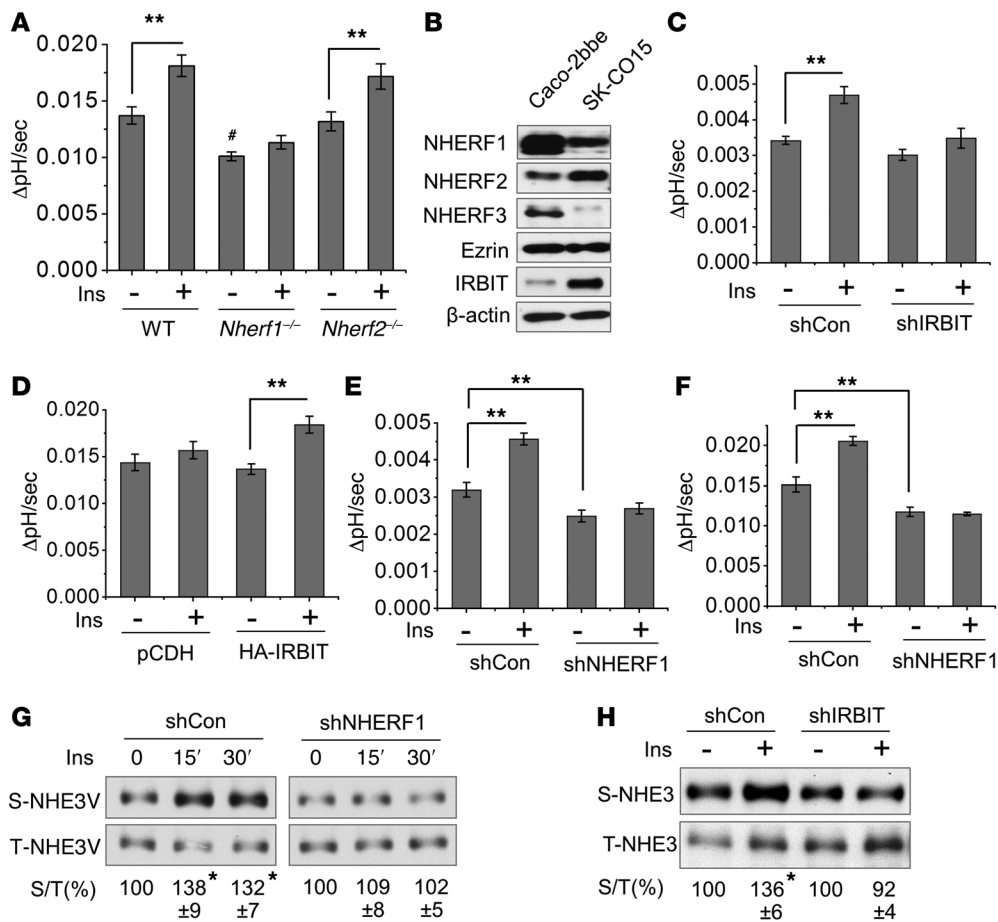 A
ΔpH/sec
0.020
**
**
0.015
#
0.010
0.005
0.000
Ins - + - + - +
WT Nherf1–/– Nherf2–/–
B
Caco-2bbe SK-CO15
NHERF1
NHERF2
NHERF3
Ezrin
IRBIT
β-actin
C
ΔpH/sec
**
0.005
0.004
0.003
0.002
0.001
0.000
Ins - + - +
shCon shIRBIT
D
ΔpH/sec
**
0.020
0.015
0.010
0.005
0.000
Ins - + - +
pCDH HA-IRBIT
E
ΔpH/sec
**
**
0.005
0.004
0.003
0.002
0.001
0.000
Ins - + - +
shCon shNHERF1
F
ΔpH/sec
**
**
0.020
0.015
0.010
0.005
0.000
Ins - + - +
shCon shNHERF1
G
shCon shNHERF1
Ins 0 15′ 30′ 0 15′ 30′
S-NHE3V
T-NHE3V
S/T(%) 100 138* 132* 100 109 102
±9 ±7 ±8 ±5
H
shCon shIRBIT
Ins - + - +
S-NHE3
T-NHE3
S/T(%) 100 136* 100 92
±6 ±4